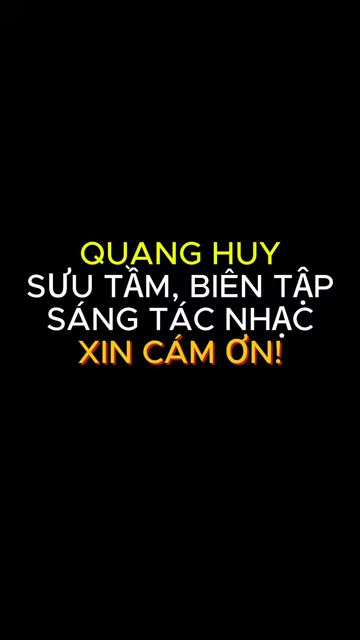 QUANG HUY
SƯU TẦM, BIÊN TẬP
SÁNG TÁC NHẠC
XIN CÁM ƠN!